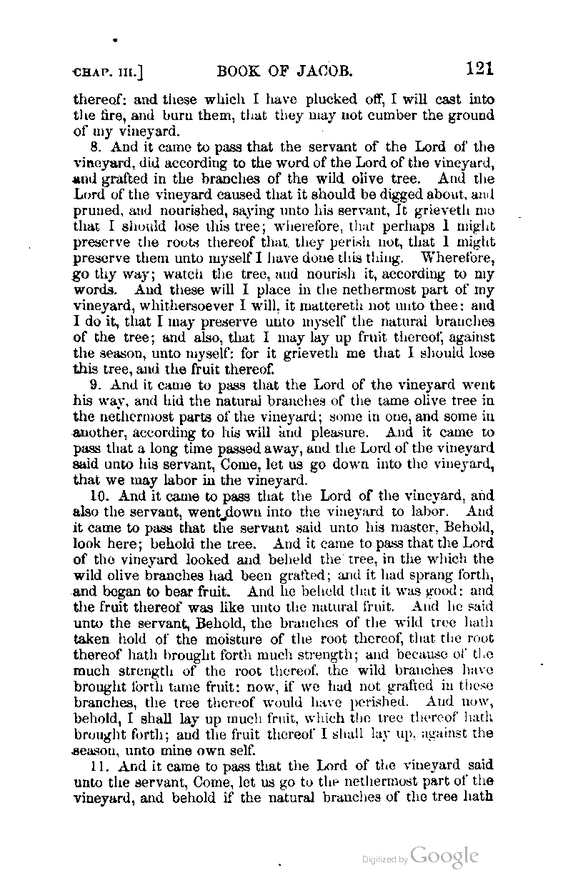 CHAP. III.] BOOK OF JACOB. 121
thereof: and these which I have plucked off, I will cast into
the fire, and burn them, that they may not cumber the ground
of my vineyard.
8. And it came to pass that the servant of the Lord of the
vineyard, did according to the word of the Lord of the vineyard,
and grafted in the branches of the wild olive tree. And the
Lord of the vineyard caused that it should be digged about, and
pruned, and nourished, saying unto his servant, It grieveth me
that I should lose this tree; wherefore, that perhaps I might
preserve the roots thereof that they perish not, that I might
preserve them unto myself I have done this thing. Wherefore,
go thy way; watch the tree, and nourish it, according to my
words. And these will I place in the nethermost part of my
vineyard, whithersoever I will, it mattereth not unto thee: and
I do it, that I may preserve unto myself the natural branches
of the tree; and also, that I may lay up fruit thereof, against
the season, unto myself: for it grieveth me that I should lose
this tree, and the fruit thereof.
9. And it came to pass that the Lord of the vineyard went
his way, and hid the natural branches of the tame olive tree in
the nethermost parts of the vineyard; some in one, and some in
another, according to his will and pleasure. And it came to
pass that a long time passed away, and the Lord of the vineyard
said unto his servant, Come, let us go down into the vineyard,
that we may labor in the vineyard.
10. And it came to pass that the Lord of the vineyard, and
also the servant, went down into the vineyard to labor. And
it came to pass that the servant said unto his master, Behold,
look here; behold the tree. And it came to pass that the Lord
of the vineyard looked and beheld the tree, in the which the
wild olive branches had been grafted; and it had sprang forth,
and began to bear fruit. And he beheld that it was good: and
the fruit thereof was like unto the natural fruit. And he said
unto the servant, Behold, the branches of the wild tree hath
taken hold of the moisture of the root thereof, that the root
thereof hath brought forth much strength; and because of the
much strength of the root thereof, the wild branches have
brought forth tame fruit: now, if we had not grafted in these
branches, the tree thereof would have perished. And now,
behold, I shall lay up much fruit, which the tree thereof hath
brought forth; and the fruit thereof I shall lay up, against the
season, unto mine own self.
11. And it came to pass that the Lord of the vineyard said
unto the servant, Come, let us go to the nethermost part of the
vineyard, and behold if the natural branches of the tree hath
Digitized by Google